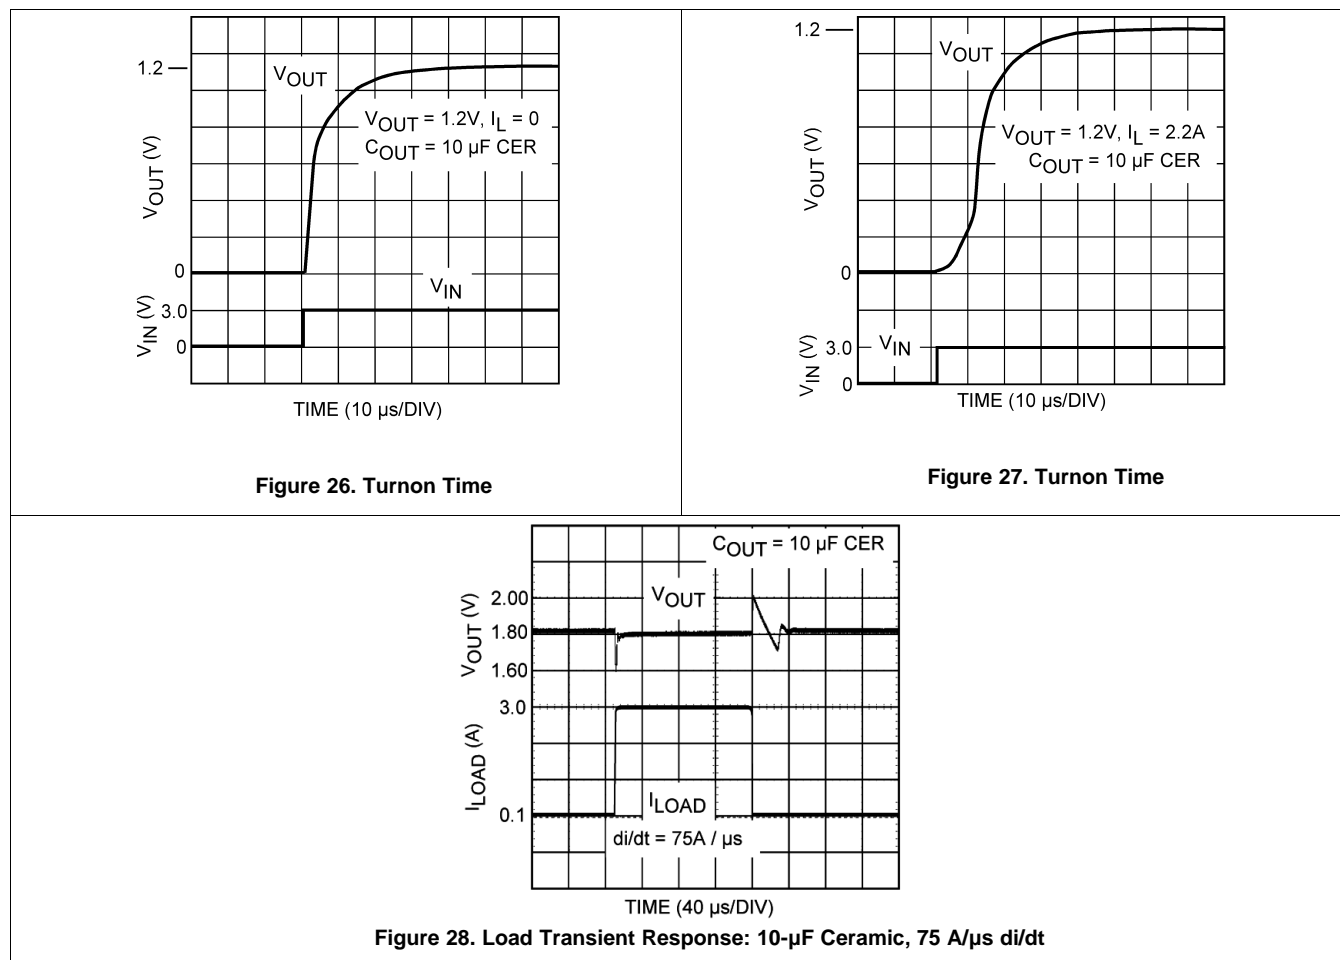 1.2
VOUT
VOUT = 1.2V, IL = 0
COUT = 10 µF CER
VOUT (V)
0
VIN
3.0
VIN (V)
0
TIME (10 µs/DIV)
Figure 26. Turnon Time
1.2
VOUT
VOUT = 1.2V, IL = 2.2A
COUT = 10 µF CER
VOUT (V)
0
3.0
VIN
VIN (V)
0
TIME (10 µs/DIV)
Figure 27. Turnon Time
COUT = 10 µF CER
2.00
VOUT
VOUT (V)
1.80
1.60
3.0
ILOAD (A)
ILOAD
0.1
di/dt = 75A / µs
TIME (40 µs/DIV)
Figure 28. Load Transient Response: 10-µF Ceramic, 75 A/µs di/dt